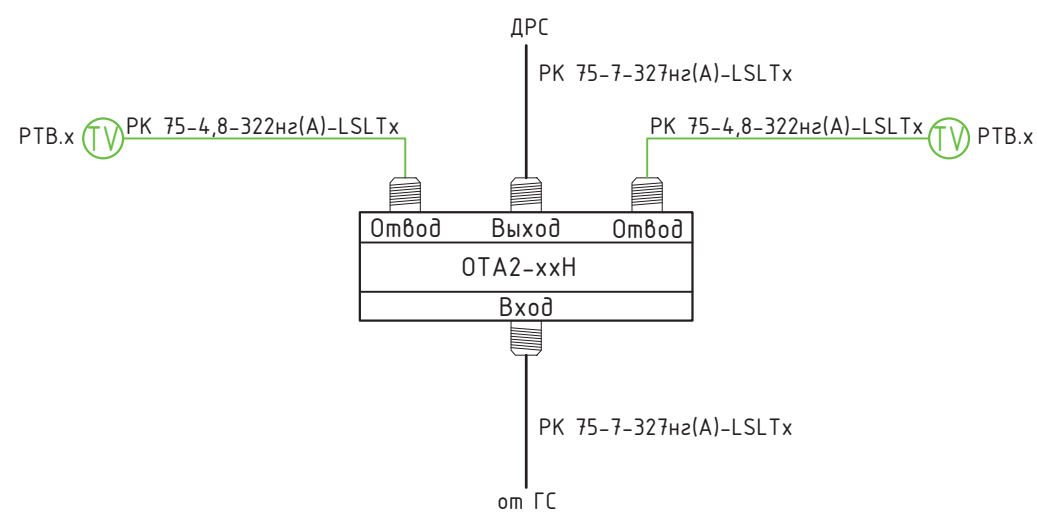 ДРС
РК 75-7-327нг(А)-LSLTx
РТВ.х TV РК 75-4,8-322нг(А)-LSLTx
РК 75-4,8-322нг(А)-LSLTx TV РТВ.х
Отвод Выход Отвод
ОТА2-ххН
Вход
РК 75-7-327нг(А)-LSLTx
от ГС